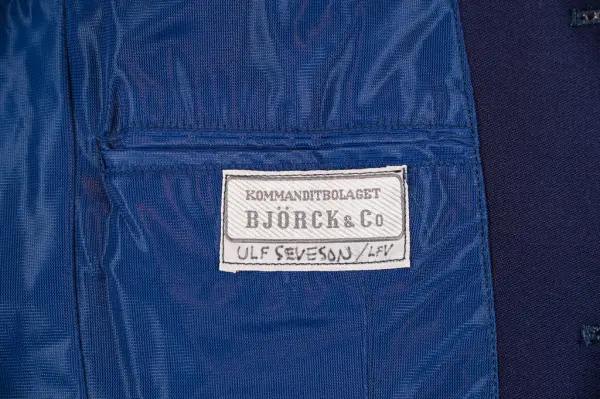 KOMMANDITBOLAGET
BJÖRCK & Co
ULF SEVESON / LFV